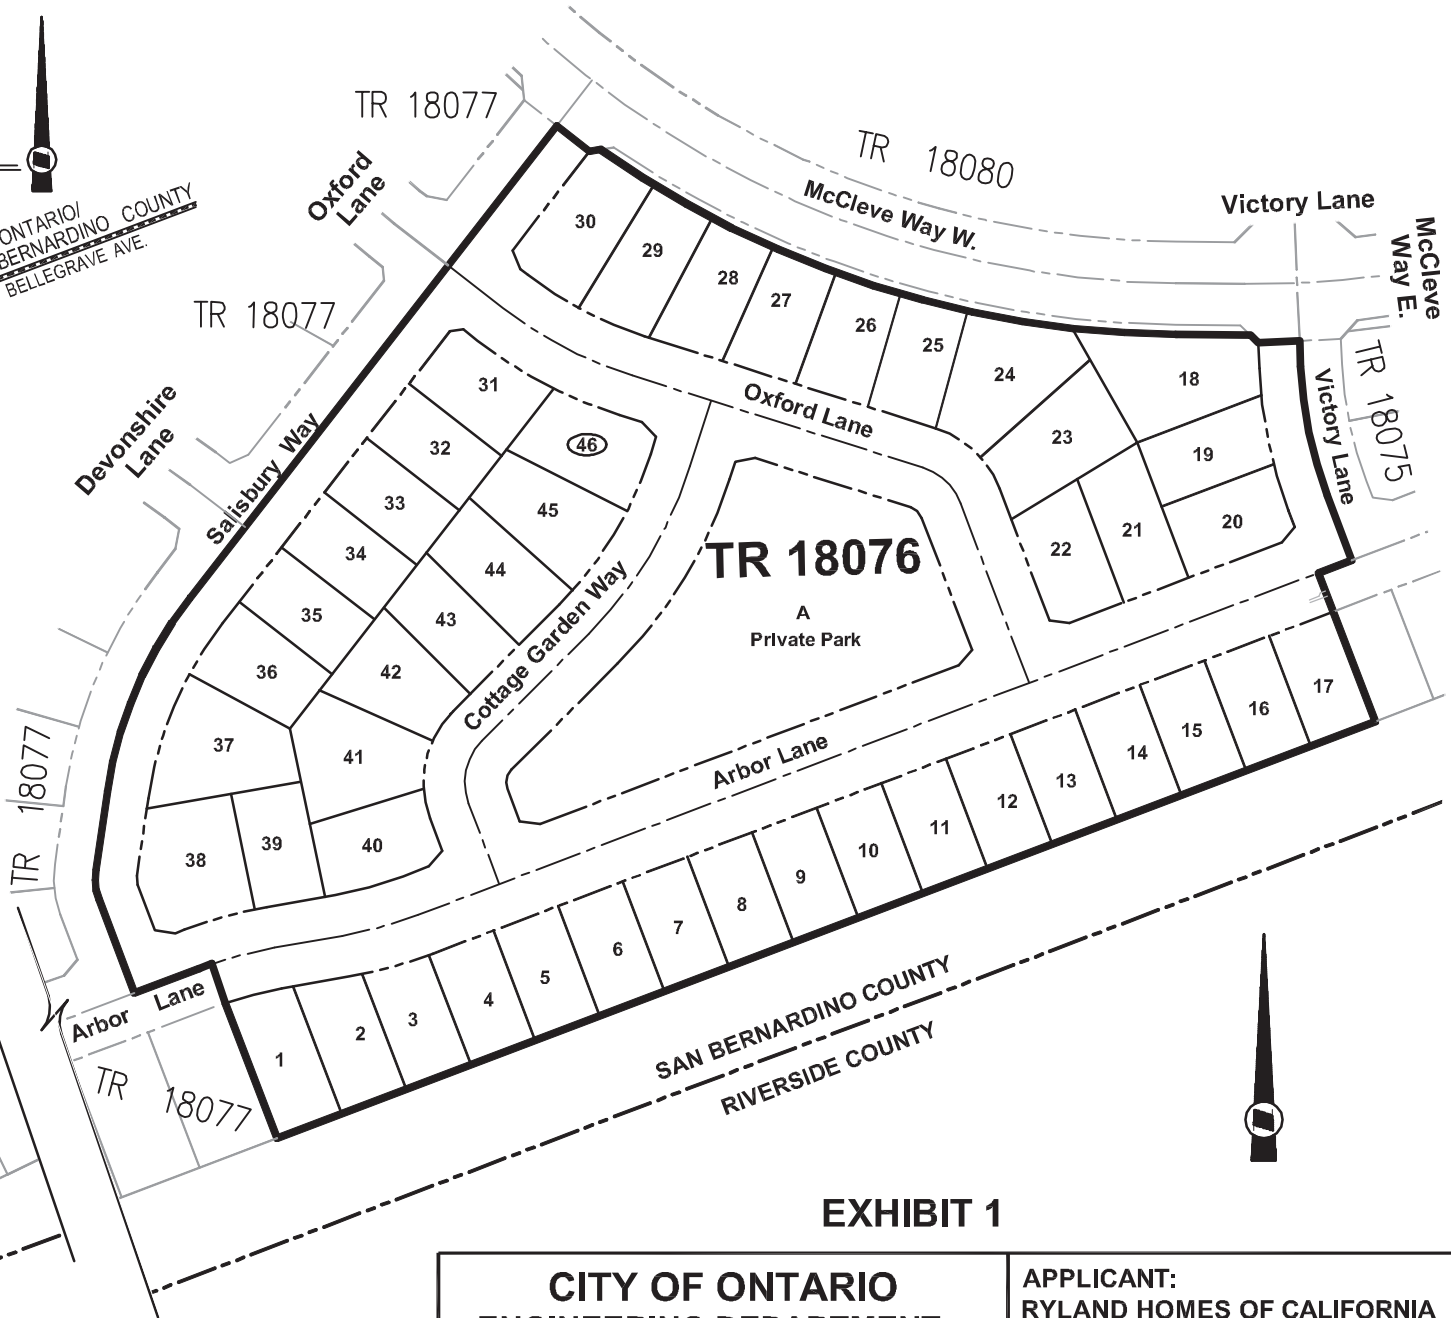 TR 18077
Oxford
Lane
TR 18080
McCleve Way W.
Victory Lane
McCleve
Way E.
ONTARIO/
BERNARDINO COUNTY
BELLEGRAVE AVE.
TR 18077
Devonshire
Lane
Salisbury Way
30
29
28
27
26
25
24
18
23
19
20
21
22
TR 18075
Victory Lane
Oxford Lane
31
32
46
33
45
34
44
35
43
36
42
37
41
38
39
40
Cottage Garden Way
TR 18076
A
Private Park
Arbor Lane
TR 18077
17
16
15
14
13
12
11
10
9
8
7
6
5
4
3
2
1
Arbor Lane
TR 18077
SAN BERNARDINO COUNTY
RIVERSIDE COUNTY
EXHIBIT 1
CITY OF ONTARIO
ENGINEERING DEPARTMENT
APPLICANT:
RYLAND HOMES OF CALIFORNIA